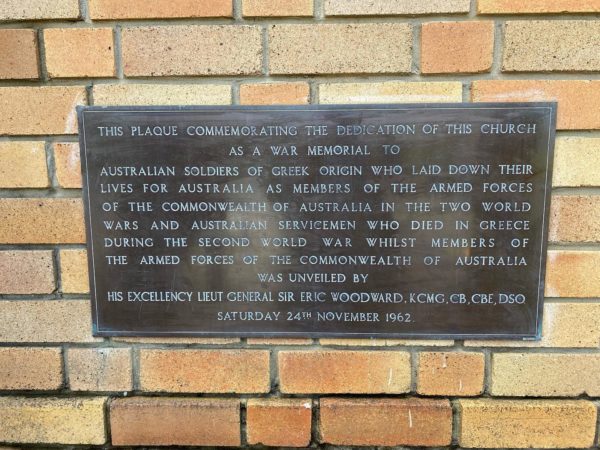 THIS PLAQUE COMMEMORATING THE DEDICATION OF THIS CHURCH
AS A WAR MEMORIAL TO
AUSTRALIAN SOLDIERS OF GREEK ORIGIN WHO LAID DOWN THEIR
LIVES FOR AUSTRALIA AS MEMBERS OF THE ARMED FORCES
OF THE COMMONWEALTH OF AUSTRALIA IN THE TWO WORLD
WARS AND AUSTRALIAN SERVICEMEN WHO DIED IN GREECE
DURING THE SECOND WORLD WAR WHILST MEMBERS OF
THE ARMED FORCES OF THE COMMONWEALTH OF AUSTRALIA
WAS UNVEILED BY
HIS EXCELLENCY LIEUT GENERAL SIR ERIC WOODWARD, KCMG, CB, CBE, DSO
SATURDAY 24TH NOVEMBER 1962.